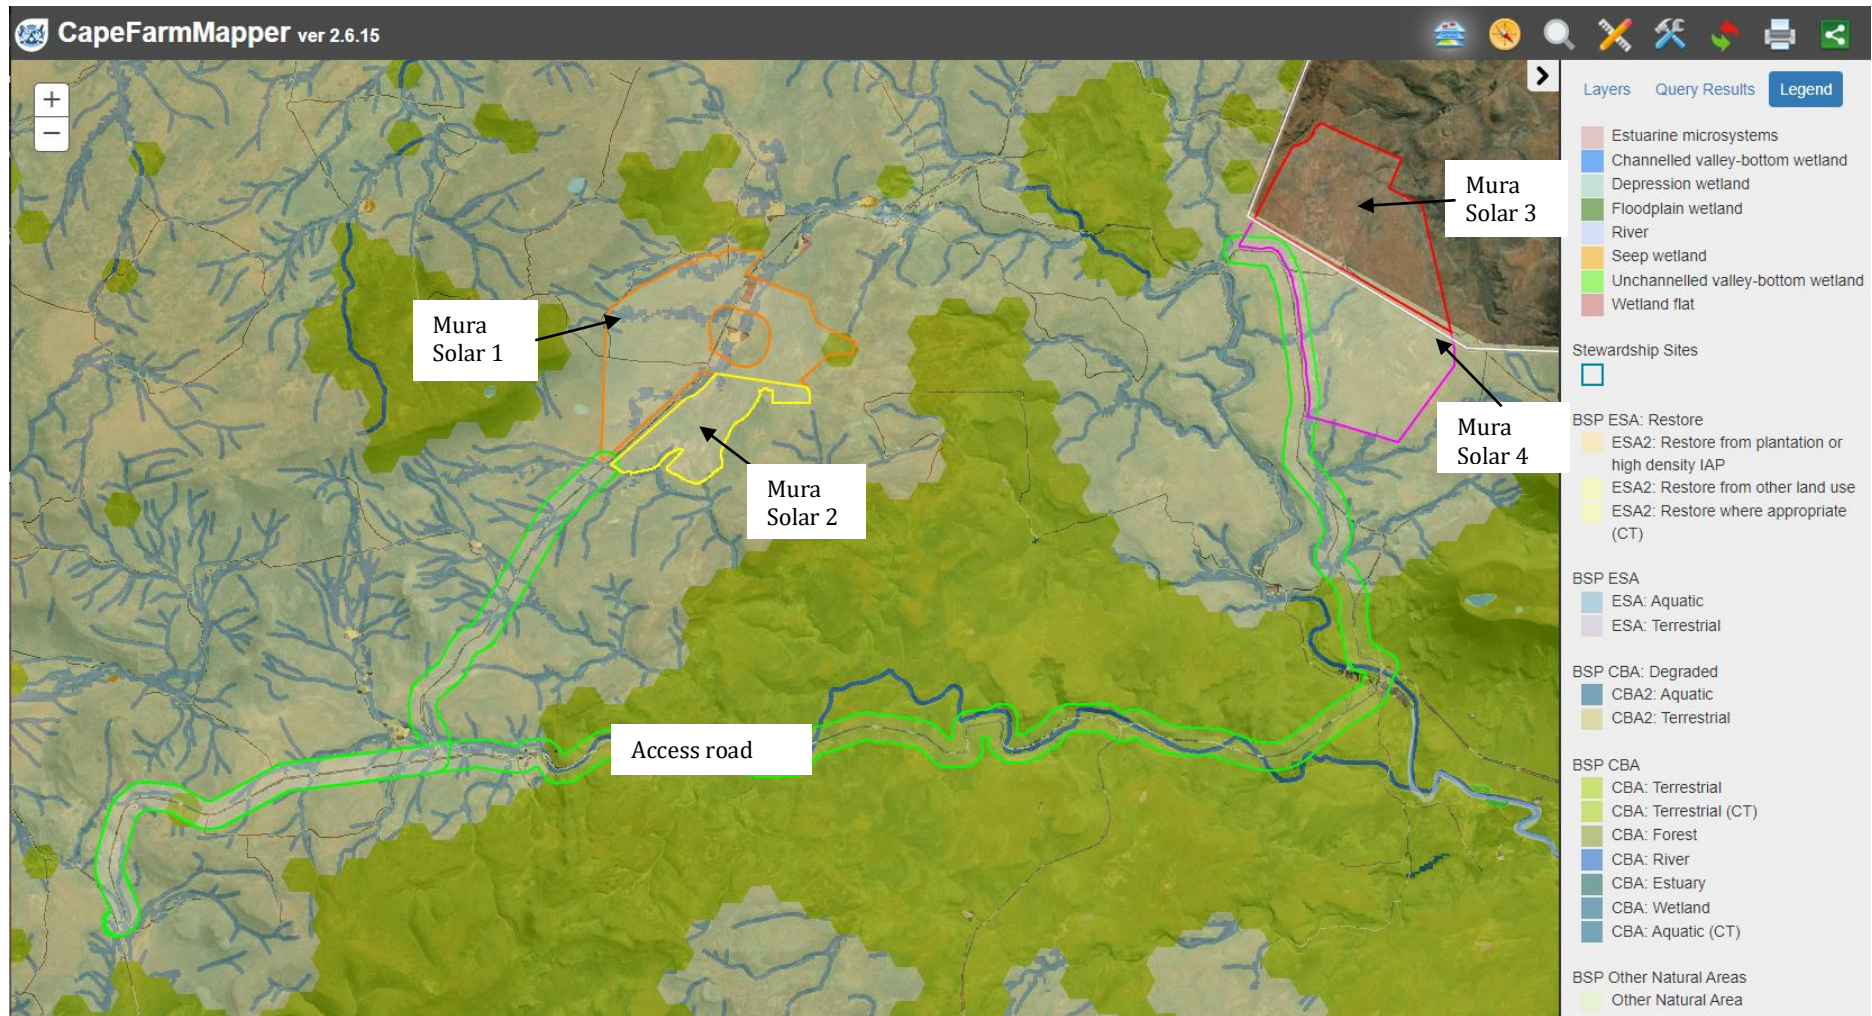 CapeFarmMapper ver 2.6.15
+
−
Layers Query Results Legend
Estuarine microsystems
Channelled valley-bottom wetland
Depression wetland
Floodplain wetland
River
Seep wetland
Unchannelled valley-bottom wetland
Wetland flat
Stewardship Sites
BSP ESA: Restore
ESA2: Restore from plantation or
high density IAP
ESA2: Restore from other land use
ESA2: Restore where appropriate
(CT)
BSP ESA
ESA: Aquatic
ESA: Terrestrial
BSP CBA: Degraded
CBA2: Aquatic
CBA2: Terrestrial
BSP CBA
CBA: Terrestrial
CBA: Terrestrial (CT)
CBA: Forest
CBA: River
CBA: Estuary
CBA: Wetland
CBA: Aquatic (CT)
BSP Other Natural Areas
Other Natural Area
Mura
Solar 3
Mura
Solar 1
Mura
Solar 4
Mura
Solar 2
Access road